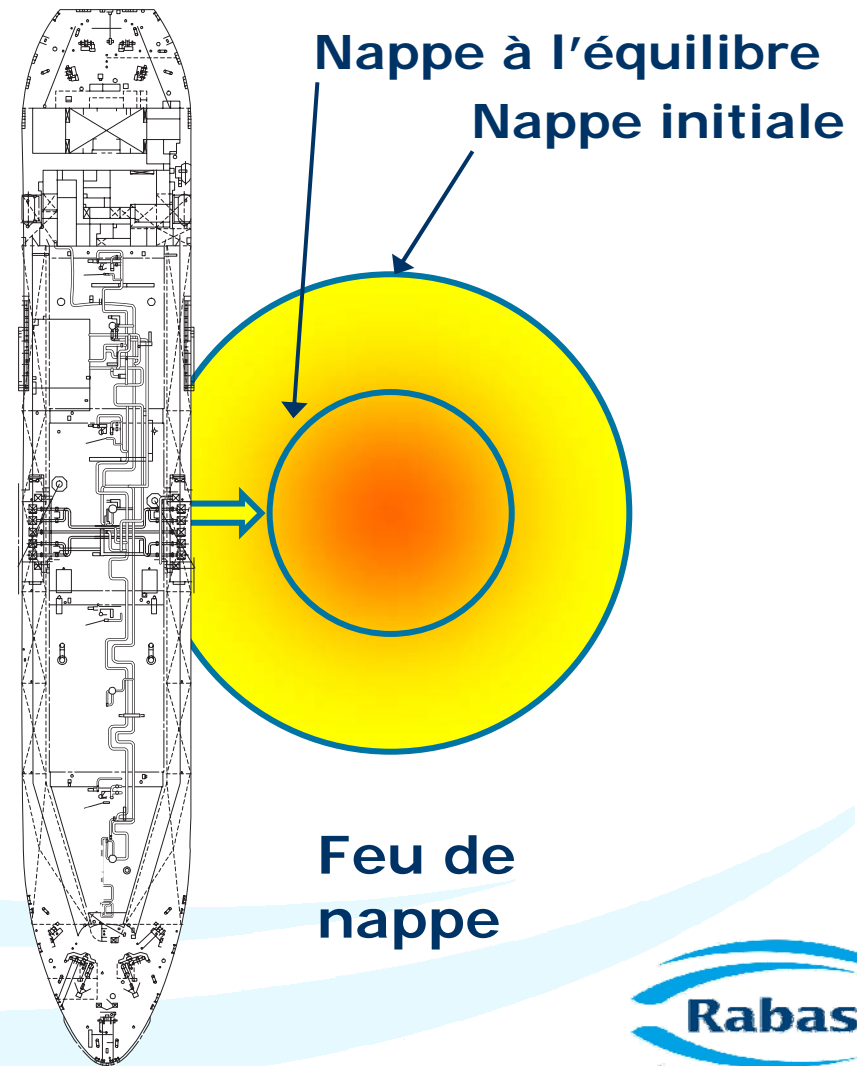 Nappe à l’équilibre
Nappe initiale
Feu de
nappe
Rabas